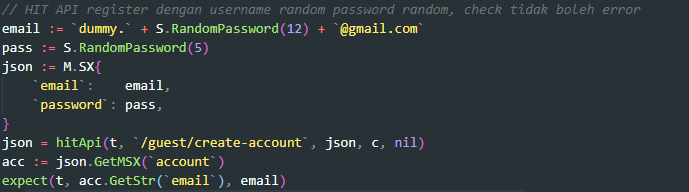 // HIT API register dengan username random password random, check tidak boleh error
email := `dummy.` + S.RandomPassword(12) + `@gmail.com`
pass := S.RandomPassword(5)
json := M.SX{
    `email`:    email,
    `password`: pass,
}
json = hitApi(t, `/guest/create-account`, json, c, nil)
acc := json.GetMSX(`account`)
expect(t, acc.GetStr(`email`), email)